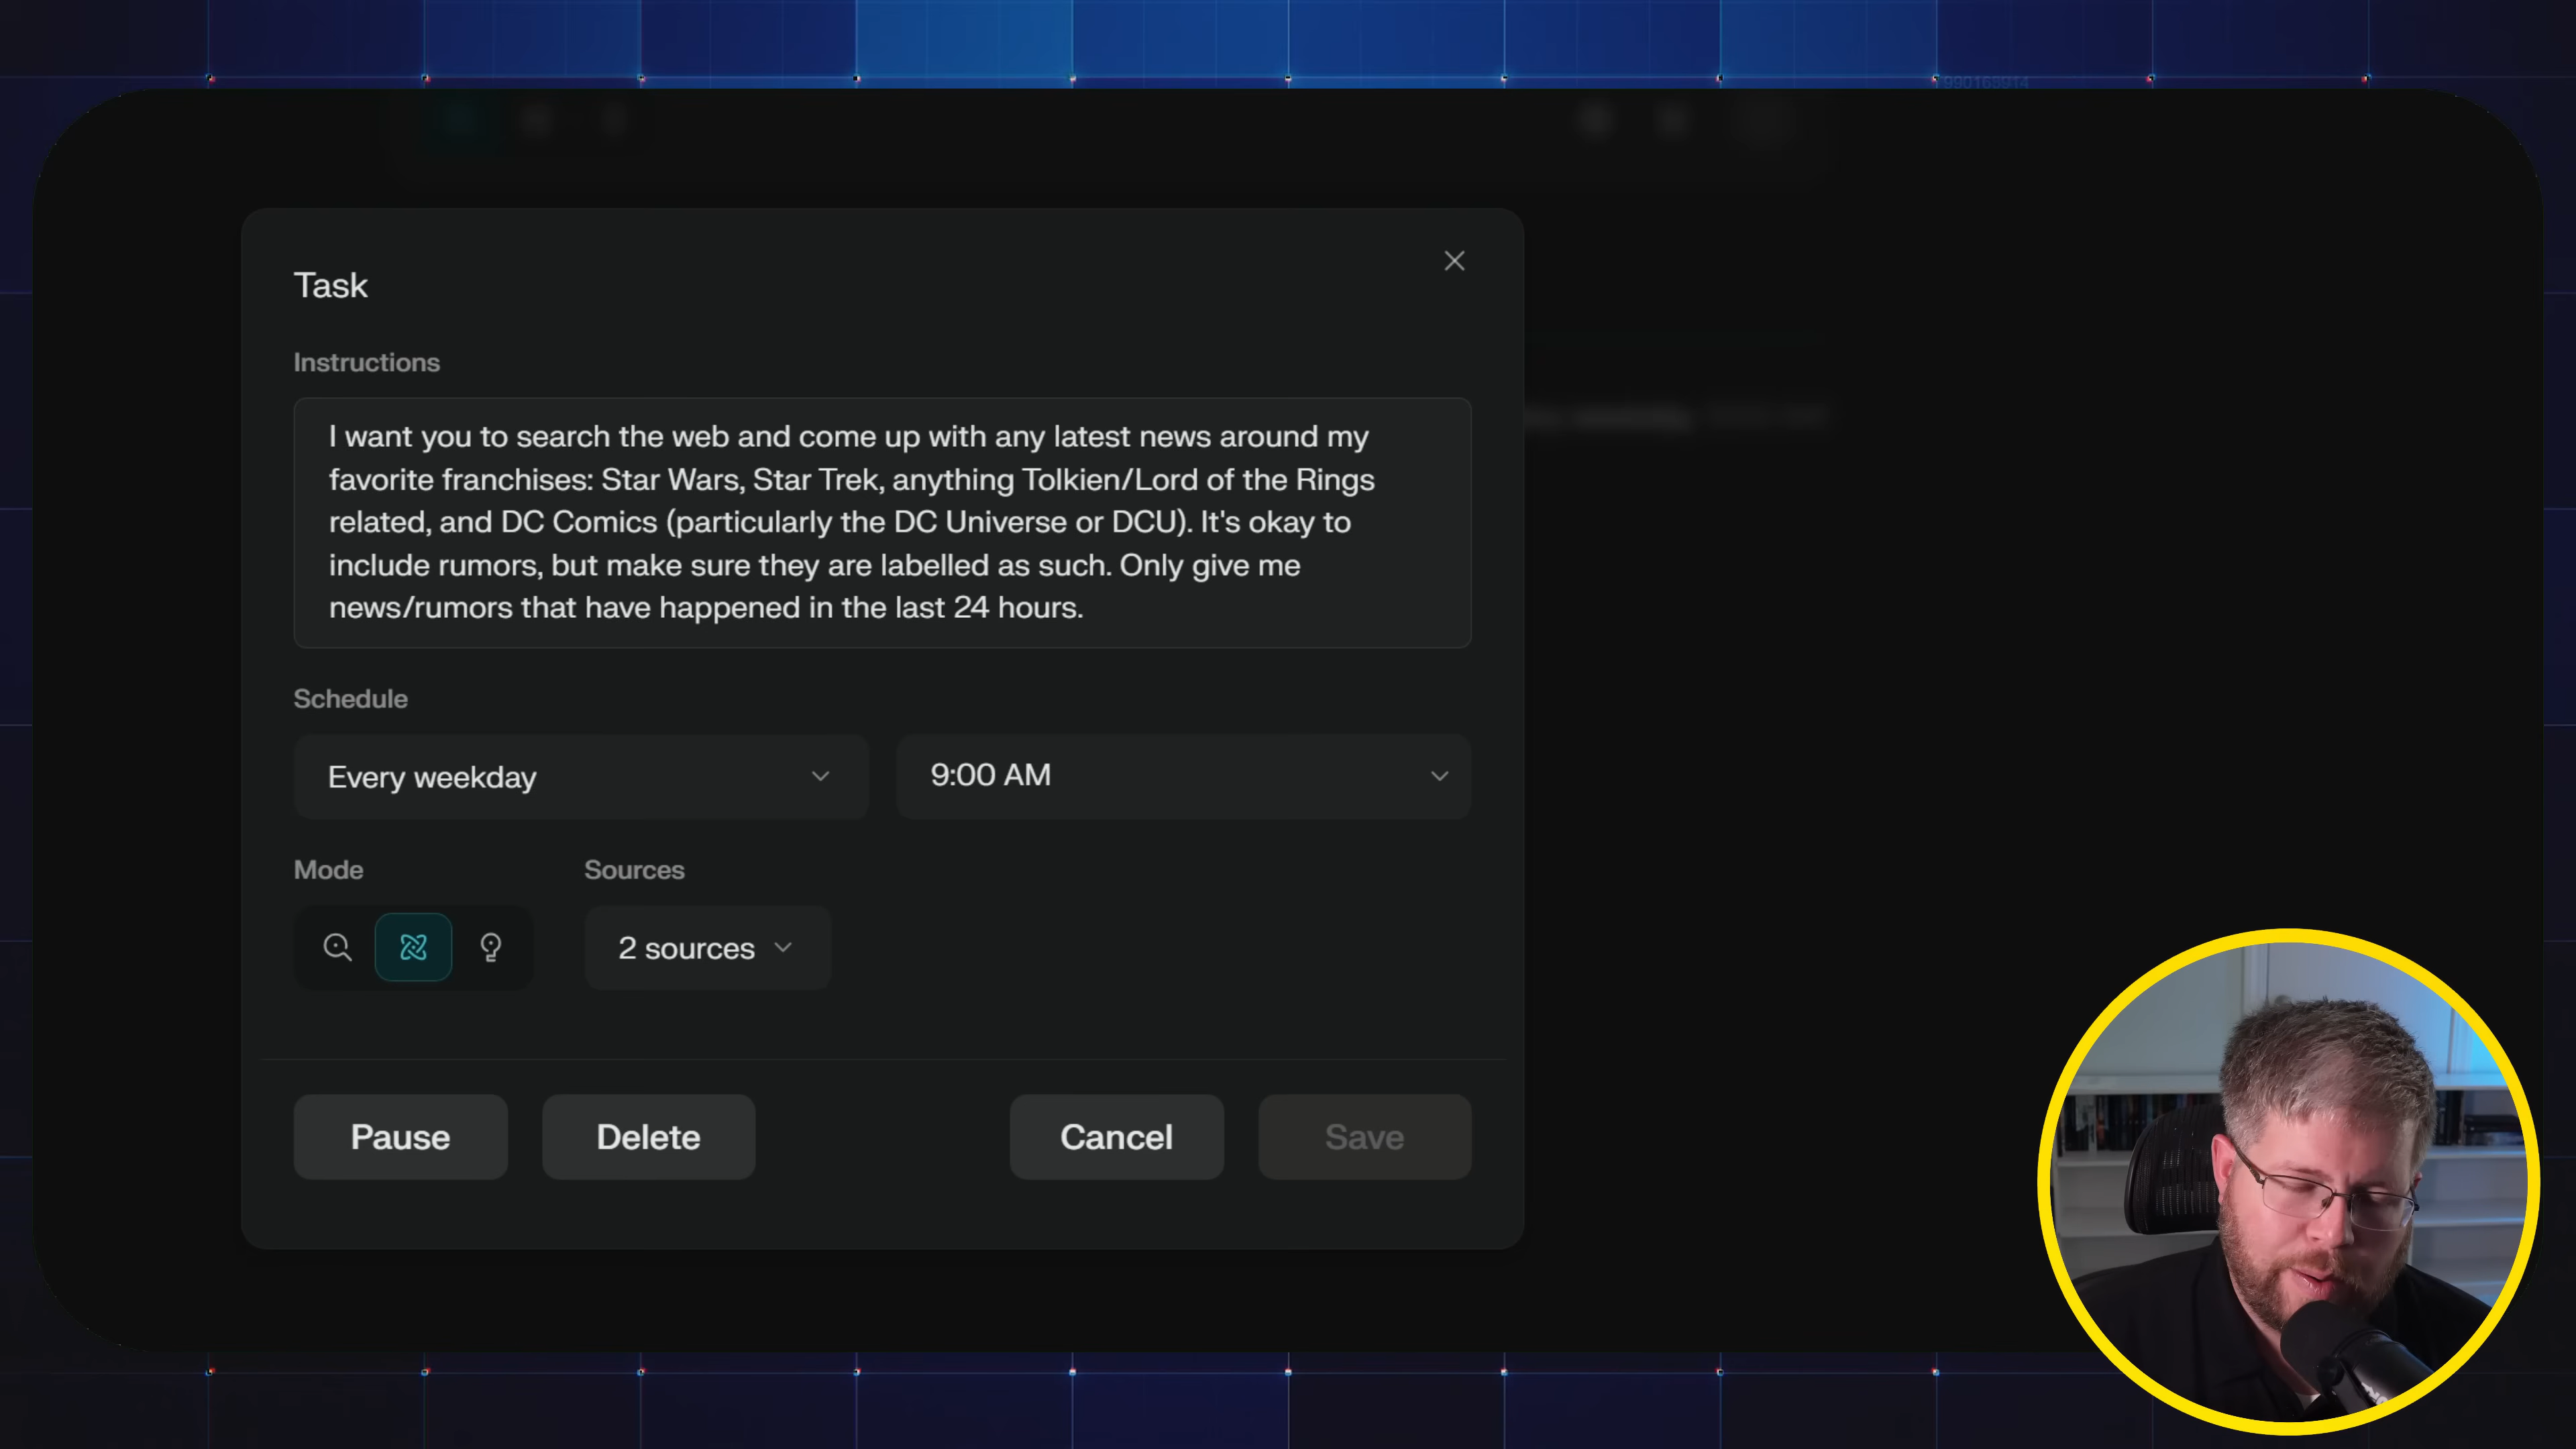 990168914
Task
Instructions
I want you to search the web and come up with any latest news around my
favorite franchises: Star Wars, Star Trek, anything Tolkien/Lord of the Rings
related, and DC Comics (particularly the DC Universe or DCU). It's okay to
include rumors, but make sure they are labelled as such. Only give me
news/rumors that have happened in the last 24 hours.
Schedule
Every weekday
9:00 AM
Mode
Sources
2 sources
Pause
Delete
Cancel
Save